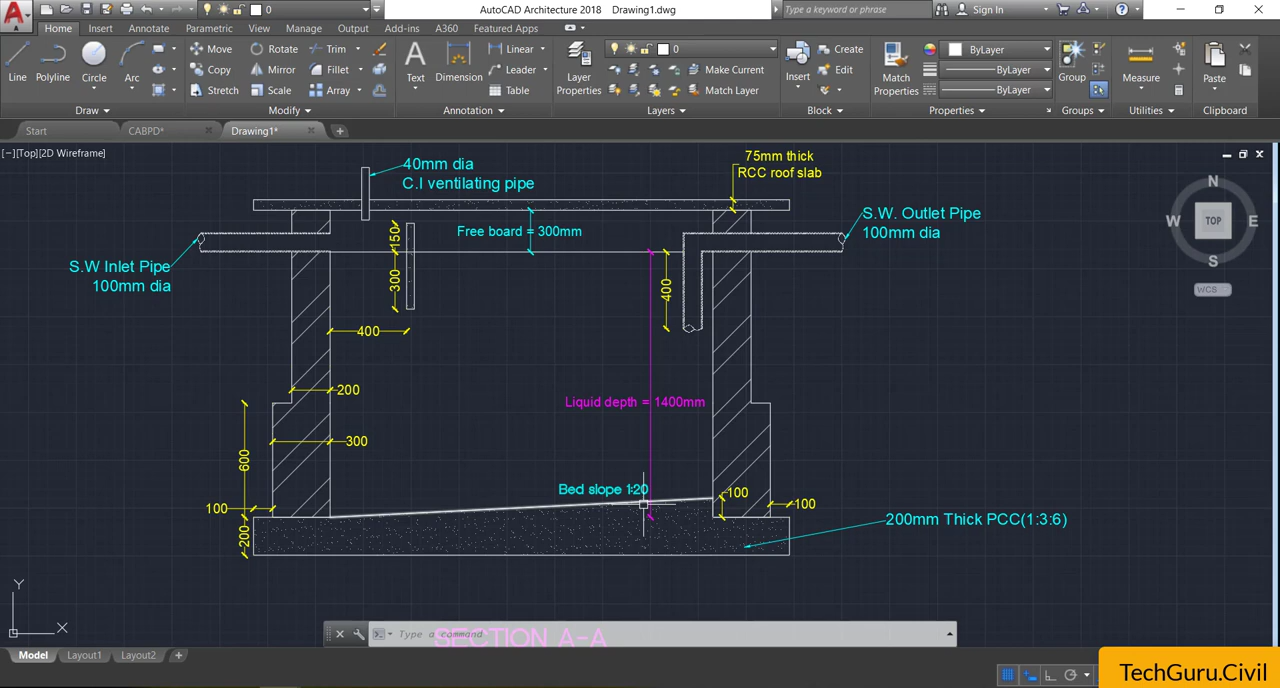 0
AutoCAD Architecture 2018 Drawing1.dwg
Type a keyword or phrase
Sign In
Home Insert Annotate Parametric View Manage Output Add-ins A360 Featured Apps
Line
Polyline
Circle
Arc
Move
Rotate
Trim
Copy
Mirror
Fillet
Stretch
Scale
Array
Text
Dimension
Linear
Leader
Table
Layer
Properties
0
Make Current
Match Layer
Insert
Create
Edit
Match
Properties
ByLayer
ByLayer
ByLayer
Group
Measure
Paste
Draw
Modify
Annotation
Layers
Block
Properties
Groups
Utilities
Clipboard
Start
CABPD*
Drawing1*
[−][Top][2D Wireframe]
40mm dia
C.I ventilating pipe
75mm thick
RCC roof slab
S.W. Outlet Pipe
100mm dia
Free board = 300mm
150
S.W Inlet Pipe
100mm dia
300
400
400
200
Liquid depth = 1400mm
300
600
Bed slope 1:20
100
100
100
200
200mm Thick PCC(1:3:6)
N
W TOP E
S
WCS
Y
X
Type a command
SECTION A-A
Model Layout1 Layout2
TechGuru.Civil